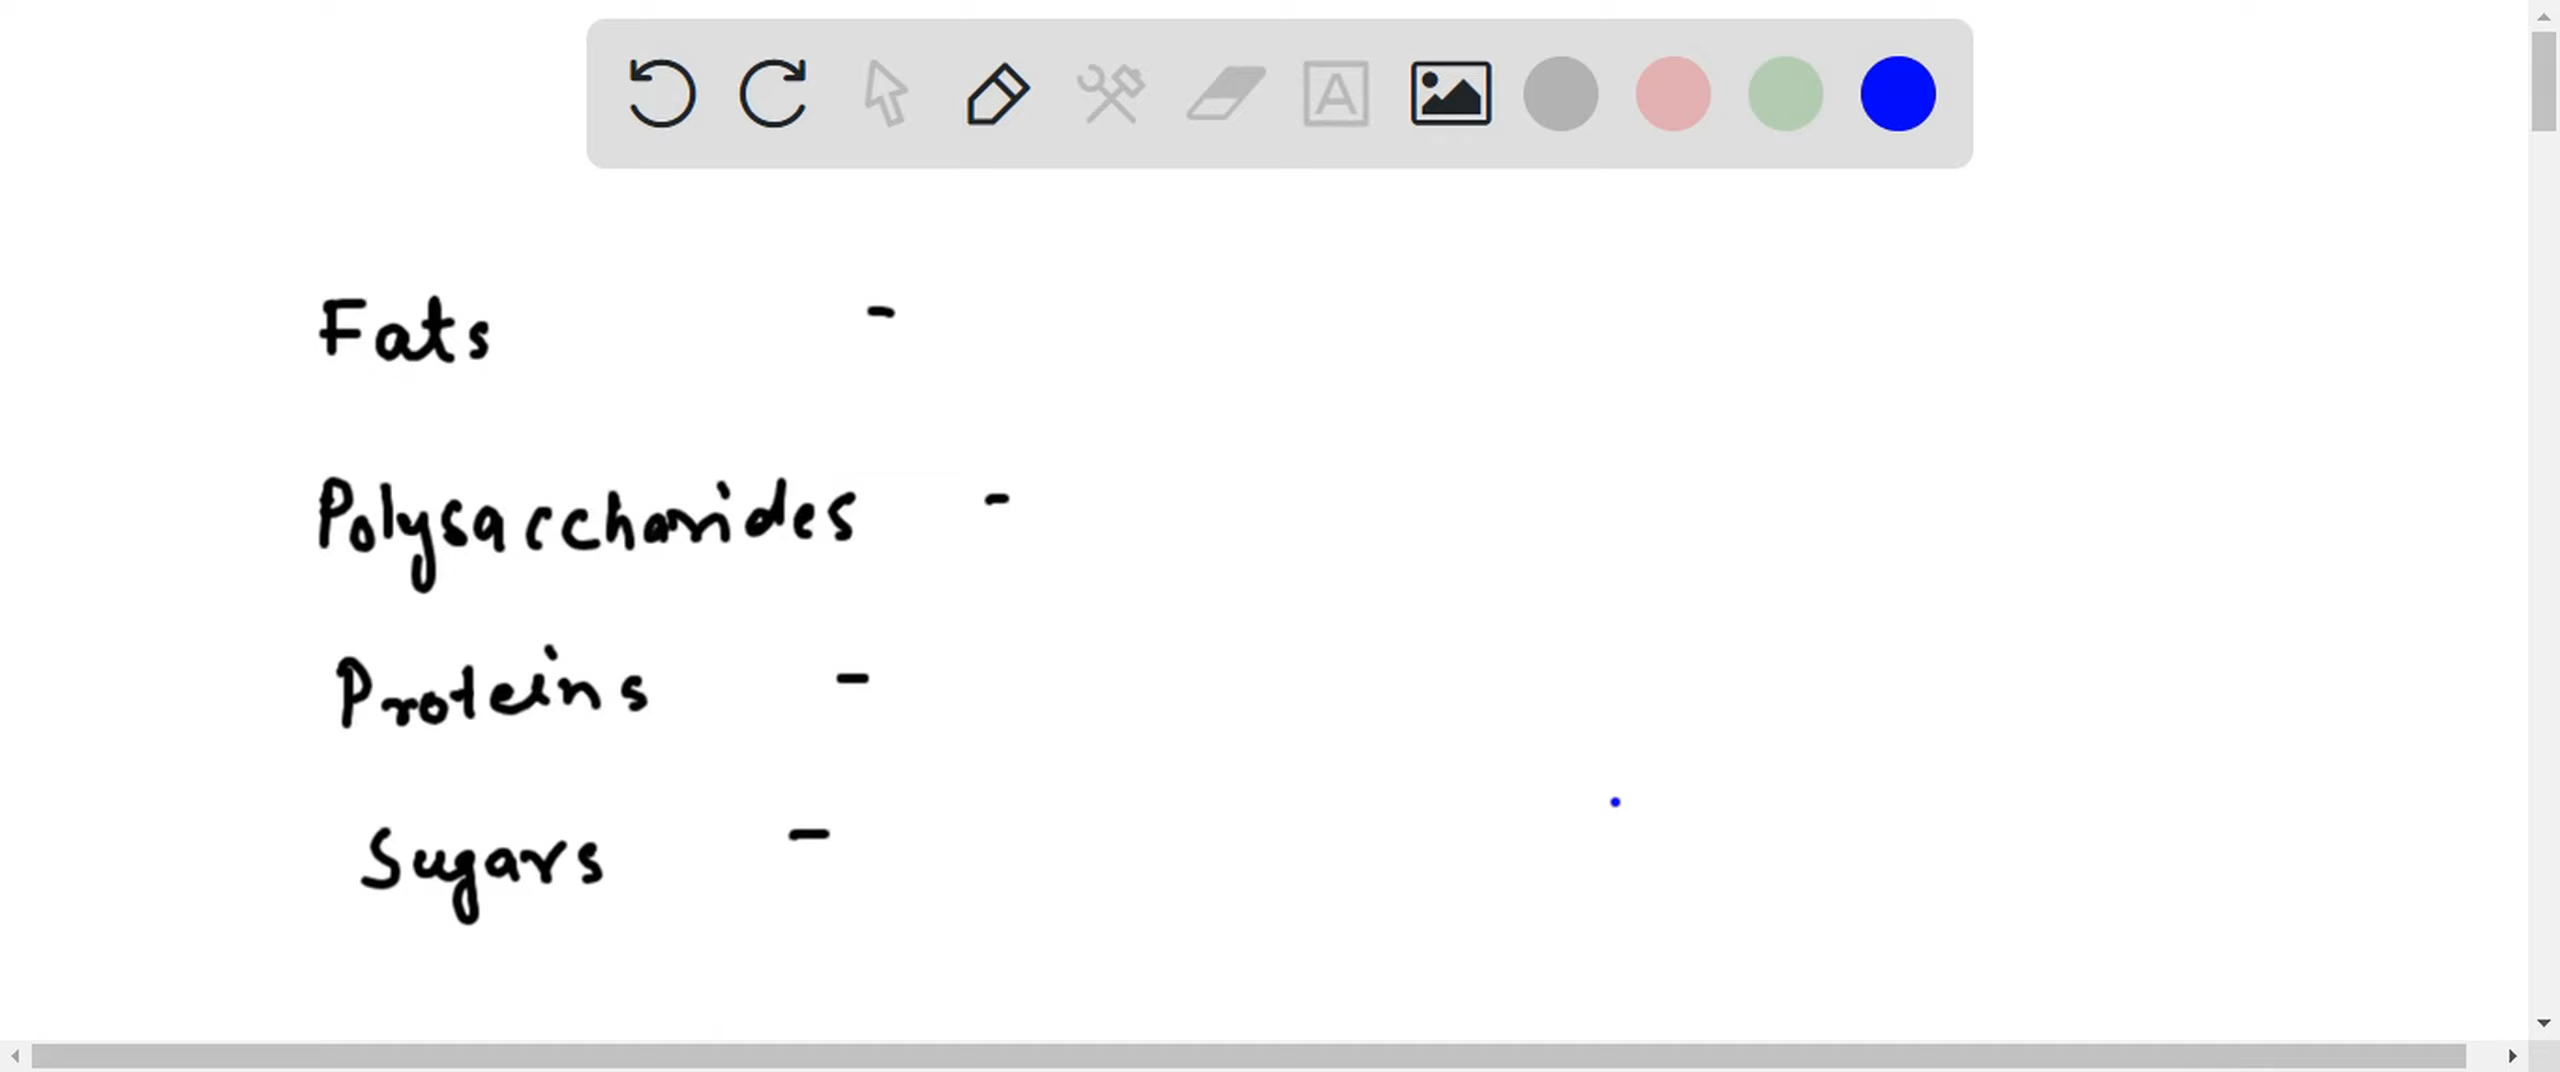 A
Fats -
Polysaccharides -
Proteins -
Sugars -